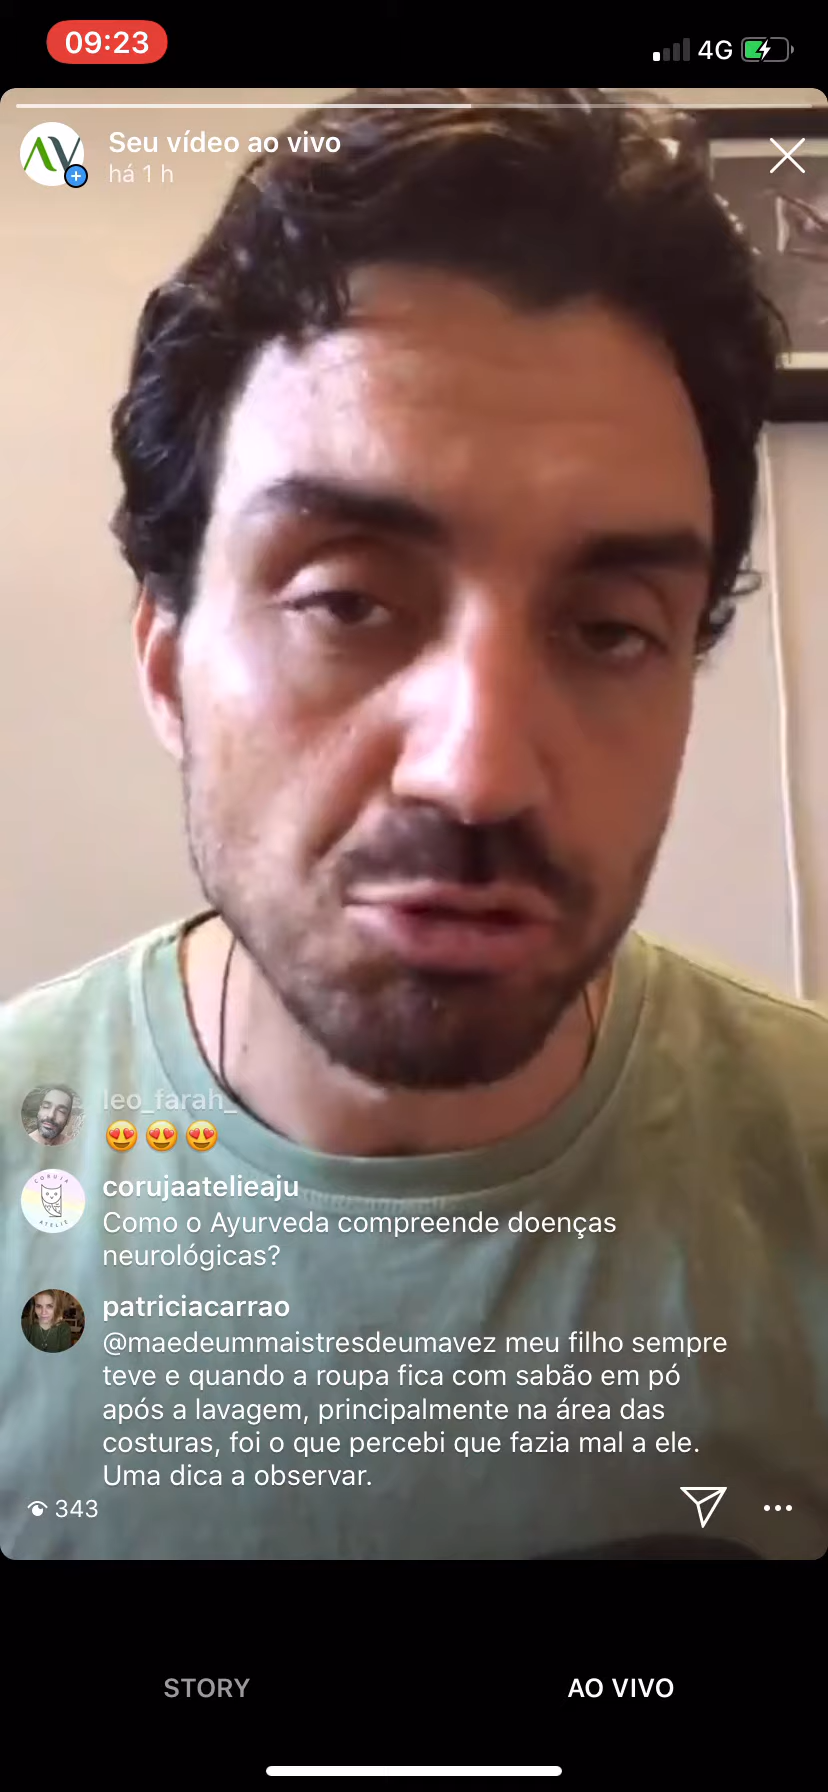 09:23
4G
Seu vídeo ao vivo
há 1 h
leo_farah_
😍 😍 😍
corujaatelieaju
Como o Ayurveda compreende doenças
neurológicas?
patriciacarrao
@maedeummaistresdeumavez meu filho sempre
teve e quando a roupa fica com sabão em pó
após a lavagem, principalmente na área das
costuras, foi o que percebi que fazia mal a ele.
Uma dica a observar.
343
STORY
AO VIVO